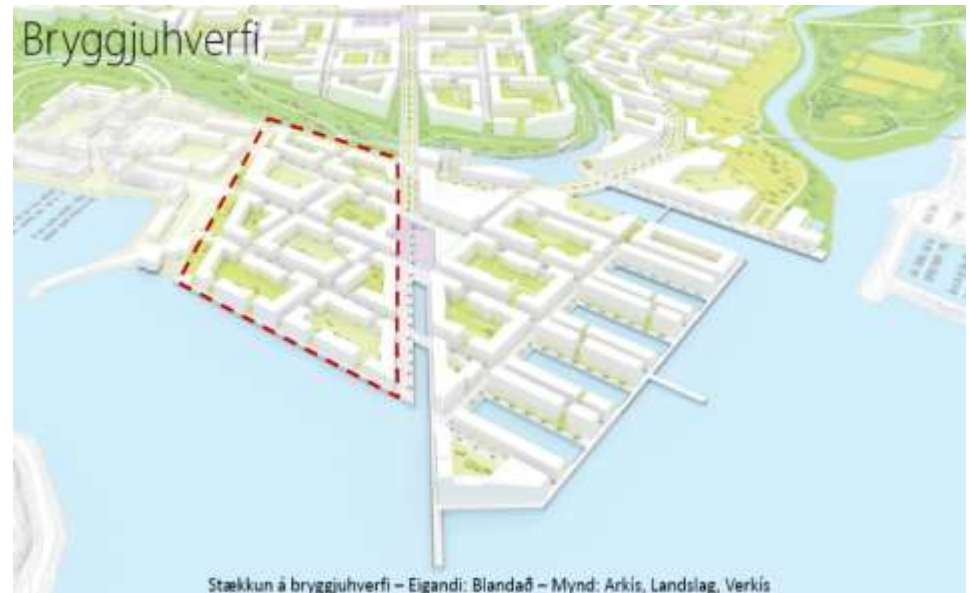 Bryggjuhverfi
Stækkun á bryggjuhverfi – Eigandi: Blandað – Mynd: Arkís, Landslag, Verkís